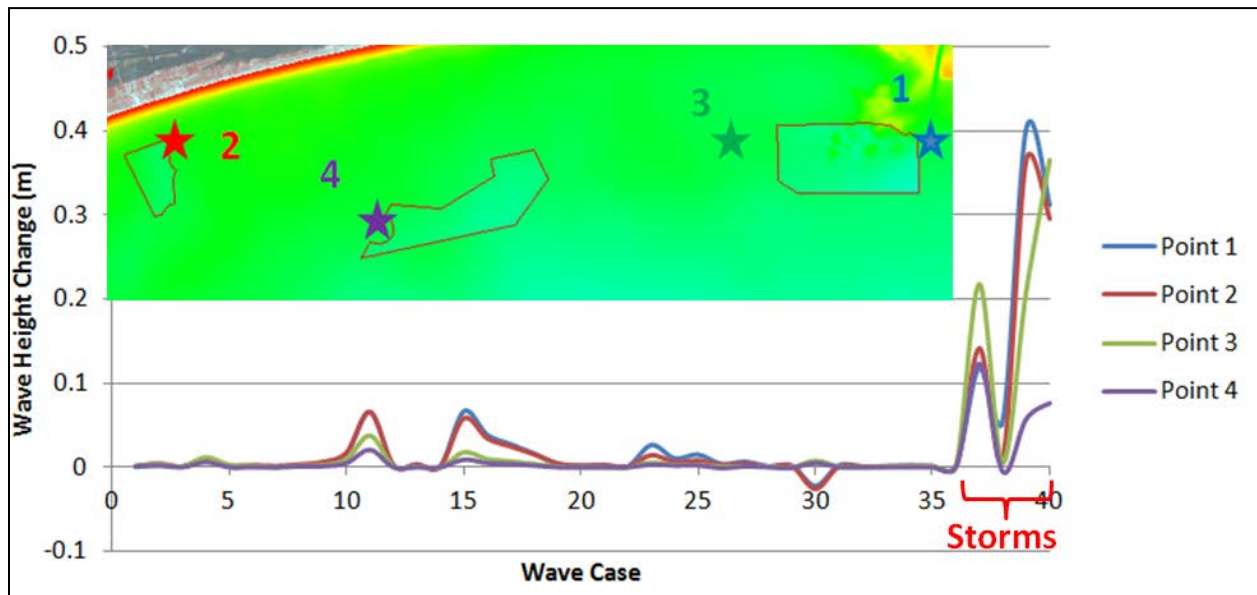 Wave Height Change (m)
0.5
0.4
0.3
0.2
0.1
0
-0.1
0 5 10 15 20 25 30 35 40
Wave Case
1
2
3
4
Storms
Point 1
Point 2
Point 3
Point 4